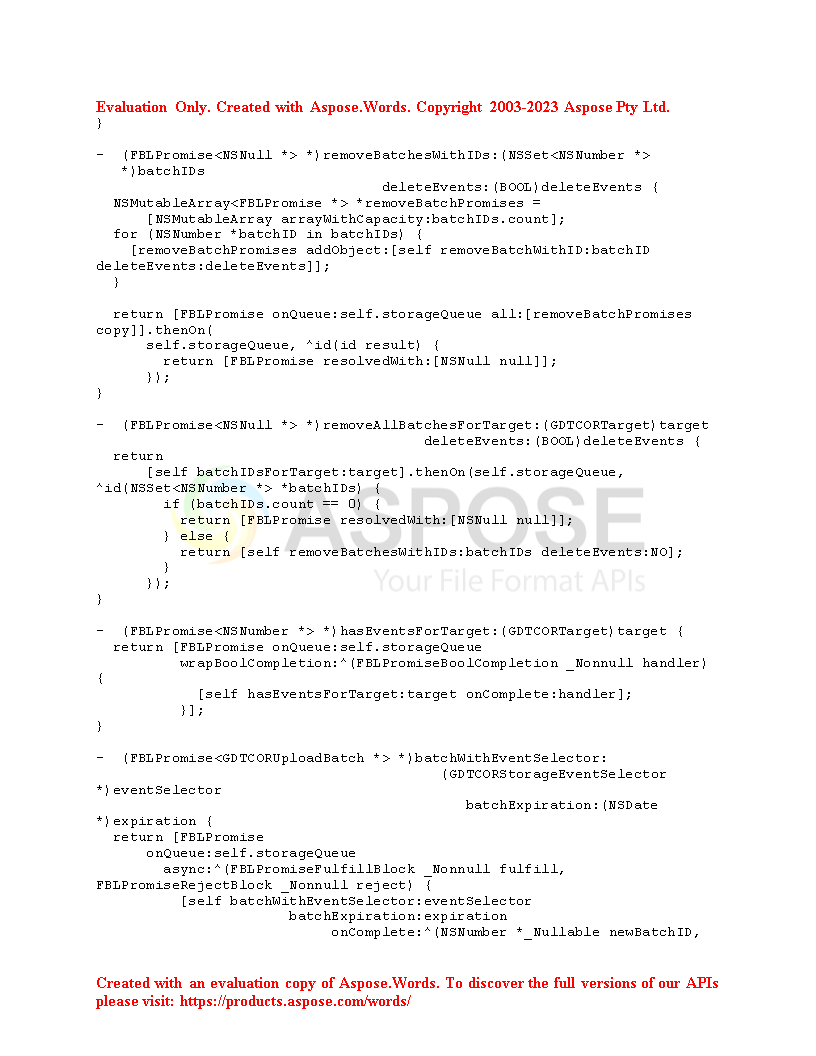 Evaluation Only. Created with Aspose.Words. Copyright 2003-2023 Aspose Pty Ltd.
}
- (FBLPromise<NSNull *> *)removeBatchesWithIDs:(NSSet<NSNumber *>
*)batchIDs
deleteEvents:(BOOL)deleteEvents {
NSMutableArray<FBLPromise *> *removeBatchPromises =
[NSMutableArray arrayWithCapacity:batchIDs.count];
for (NSNumber *batchID in batchIDs) {
[removeBatchPromises addObject:[self removeBatchWithID:batchID
deleteEvents:deleteEvents]];
}
return [FBLPromise onQueue:self.storageQueue all:[removeBatchPromises
copy]].thenOn(
self.storageQueue, ^id(id result) {
return [FBLPromise resolvedWith:[NSNull null]];
});
}
- (FBLPromise<NSNull *> *)removeAllBatchesForTarget:(GDTCORTarget)target
deleteEvents:(BOOL)deleteEvents {
return
[self batchIDsForTarget:target].thenOn(self.storageQueue,
^id(NSSet<NSNumber *> *batchIDs) {
if (batchIDs.count == 0) {
return [FBLPromise resolvedWith:[NSNull null]];
} else {
return [self removeBatchesWithIDs:batchIDs deleteEvents:NO];
}
});
}
ASPOSE
Your File Format APIs
- (FBLPromise<NSNumber *> *)hasEventsForTarget:(GDTCORTarget)target {
return [FBLPromise onQueue:self.storageQueue
wrapBoolCompletion:^(FBLPromiseBoolCompletion _Nonnull handler)
{
[self hasEventsForTarget:target onComplete:handler];
}];
}
- (FBLPromise<GDTCORUploadBatch *> *)batchWithEventSelector:
(GDTCORStorageEventSelector
*)eventSelector
batchExpiration:(NSDate
*)expiration {
return [FBLPromise
onQueue:self.storageQueue
async:^(FBLPromiseFulfillBlock _Nonnull fulfill,
FBLPromiseRejectBlock _Nonnull reject) {
[self batchWithEventSelector:eventSelector
batchExpiration:expiration
onComplete:^(NSNumber *_Nullable newBatchID,
Created with an evaluation copy of Aspose.Words. To discover the full versions of our APIs
please visit: https://products.aspose.com/words/